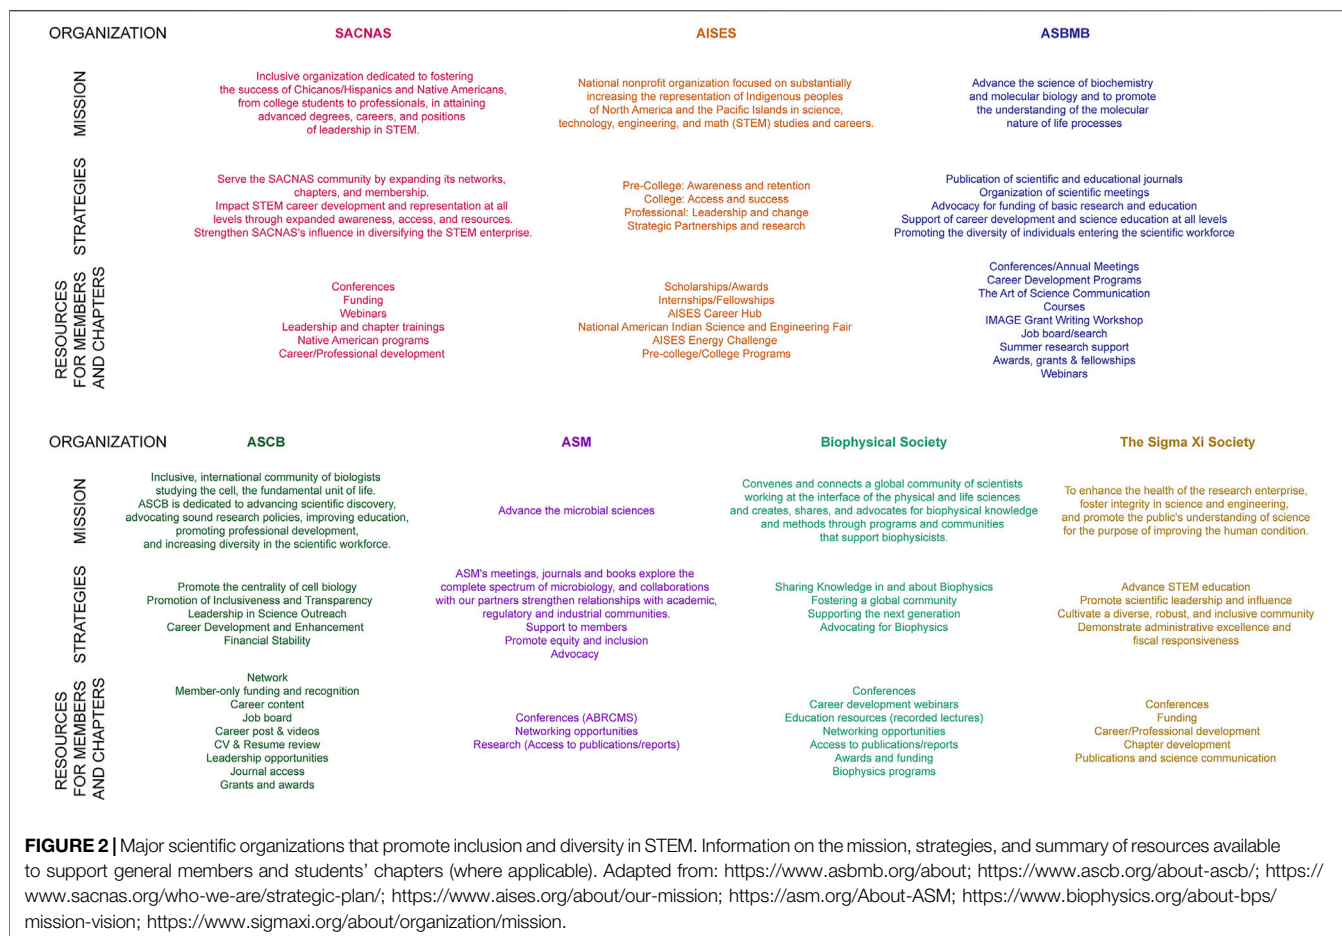 ORGANIZATION
SACNAS
AISES
ASBMB
MISSION
Inclusive organization dedicated to fostering
the success of Chicanos/Hispanics and Native Americans,
from college students to professionals, in attaining
advanced degrees, careers, and positions
of leadership in STEM.
National nonprofit organization focused on substantially
increasing the representation of Indigenous peoples
of North America and the Pacific Islands in science,
technology, engineering, and math (STEM) studies and careers.
Advance the science of biochemistry
and molecular biology and to promote
the understanding of the molecular
nature of life processes
STRATEGIES
Serve the SACNAS community by expanding its networks,
chapters, and membership.
Impact STEM career development and representation at all
levels through expanded awareness, access, and resources.
Strengthen SACNAS's influence in diversifying the STEM enterprise.
Pre-College: Awareness and retention
College: Access and success
Professional: Leadership and change
Strategic Partnerships and research
Publication of scientific and educational journals
Organization of scientific meetings
Advocacy for funding of basic research and education
Support of career development and science education at all levels
Promoting the diversity of individuals entering the scientific workforce
RESOURCES
FOR MEMBERS
AND CHAPTERS
Conferences
Funding
Webinars
Leadership and chapter trainings
Native American programs
Career/Professional development
Scholarships/Awards
Internships/Fellowships
AISES Career Hub
National American Indian Science and Engineering Fair
AISES Energy Challenge
Pre-college/College Programs
Conferences/Annual Meetings
Career Development Programs
The Art of Science Communication
Courses
IMAGE Grant Writing Workshop
Job board/search
Summer research support
Awards, grants & fellowships
Webinars
ORGANIZATION
ASCB
ASM
Biophysical Society
The Sigma Xi Society
MISSION
Inclusive, international community of biologists
studying the cell, the fundamental unit of life.
ASCB is dedicated to advancing scientific discovery,
advocating sound research policies, improving education,
promoting professional development,
and increasing diversity in the scientific workforce.
Advance the microbial sciences
Convenes and connects a global community of scientists
working at the interface of the physical and life sciences
and creates, shares, and advocates for biophysical knowledge
and methods through programs and communities
that support biophysicists.
To enhance the health of the research enterprise,
foster integrity in science and engineering,
and promote the public's understanding of science
for the purpose of improving the human condition.
STRATEGIES
Promote the centrality of cell biology
Promotion of Inclusiveness and Transparency
Leadership in Science Outreach
Career Development and Enhancement
Financial Stability
ASM's meetings, journals and books explore the
complete spectrum of microbiology, and collaborations
with our partners strengthen relationships with academic,
regulatory and industrial communities.
Support to members
Promote equity and inclusion
Advocacy
Sharing Knowledge in and about Biophysics
Fostering a global community
Supporting the next generation
Advocating for Biophysics
Advance STEM education
Promote scientific leadership and influence
Cultivate a diverse, robust, and inclusive community
Demonstrate administrative excellence and
fiscal responsiveness
RESOURCES
FOR MEMBERS
AND CHAPTERS
Network
Member-only funding and recognition
Career content
Job board
Career post & videos
CV & Resume review
Leadership opportunities
Journal access
Grants and awards
Conferences (ABRCMS)
Networking opportunities
Research (Access to publications/reports)
Conferences
Career development webinars
Education resources (recorded lectures)
Networking opportunities
Access to publications/reports
Awards and funding
Biophysics programs
Conferences
Funding
Career/Professional development
Chapter development
Publications and science communication
FIGURE 2 | Major scientific organizations that promote inclusion and diversity in STEM. Information on the mission, strategies, and summary of resources available
to support general members and students’ chapters (where applicable). Adapted from: https://www.asbmb.org/about; https://www.ascb.org/about-ascb/; https://
www.sacnas.org/who-we-are/strategic-plan/; https://www.aises.org/about/our-mission; https://asm.org/About-ASM; https://www.biophysics.org/about-bps/
mission-vision; https://www.sigmaxi.org/about/organization/mission.